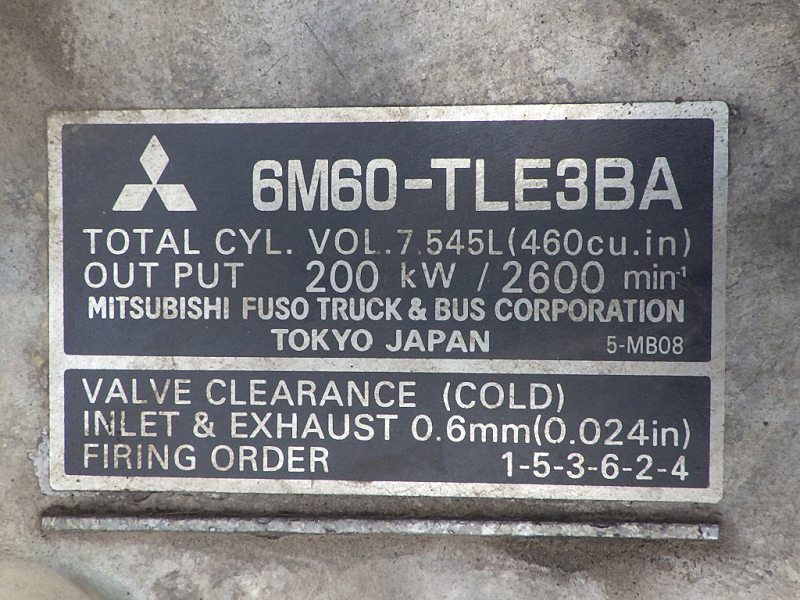 6M60-TLE3BA
TOTAL CYL. VOL. 7.545L(460cu.in)
OUT PUT 200 kW / 2600 min-1
MITSUBISHI FUSO TRUCK & BUS CORPORATION
TOKYO JAPAN 5-MB08
VALVE CLEARANCE (COLD)
INLET & EXHAUST 0.6mm(0.024in)
FIRING ORDER 1-5-3-6-2-4